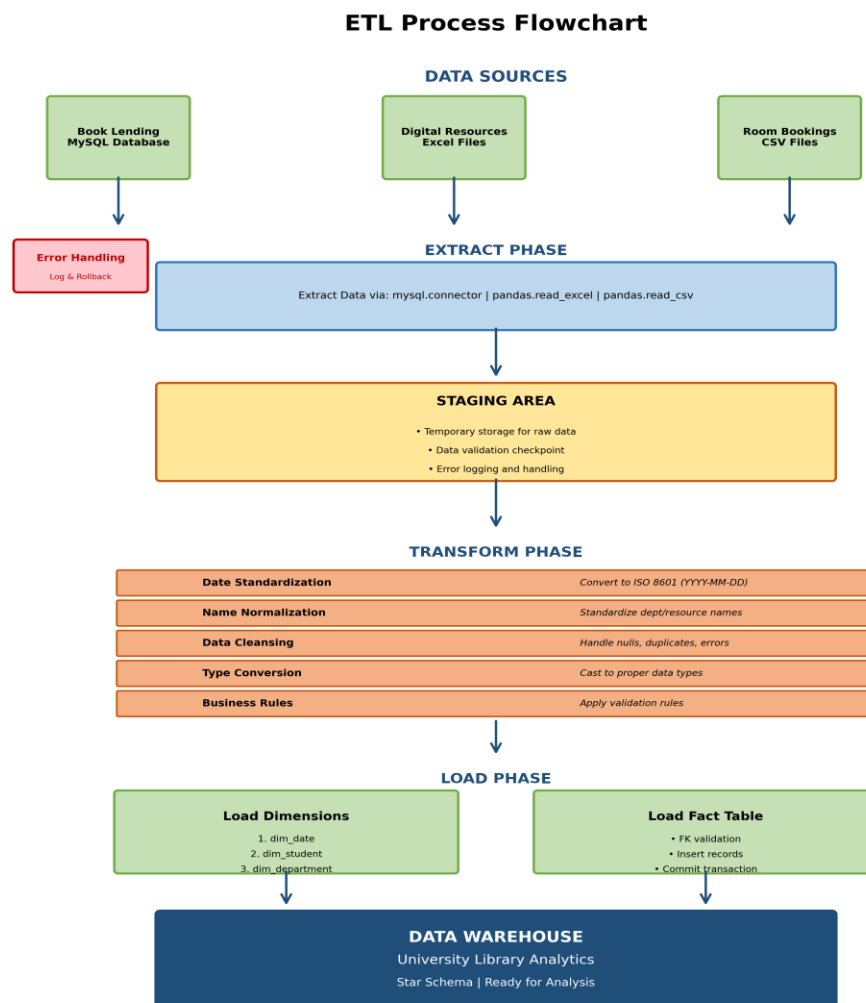 ETL Process Flowchart
DATA SOURCES
Book Lending
MySQL Database
Digital Resources
Excel Files
Room Bookings
CSV Files
Error Handling
Log & Rollback
EXTRACT PHASE
Extract Data via: mysql.connector | pandas.read_excel | pandas.read_csv
STAGING AREA
• Temporary storage for raw data
• Data validation checkpoint
• Error logging and handling
TRANSFORM PHASE
Date Standardization Convert to ISO 8601 (YYYY-MM-DD)
Name Normalization Standardize dept/resource names
Data Cleansing Handle nulls, duplicates, errors
Type Conversion Cast to proper data types
Business Rules Apply validation rules
LOAD PHASE
Load Dimensions
1. dim_date
2. dim_student
3. dim_department
Load Fact Table
• FK validation
• Insert records
• Commit transaction
DATA WAREHOUSE
University Library Analytics
Star Schema | Ready for Analysis